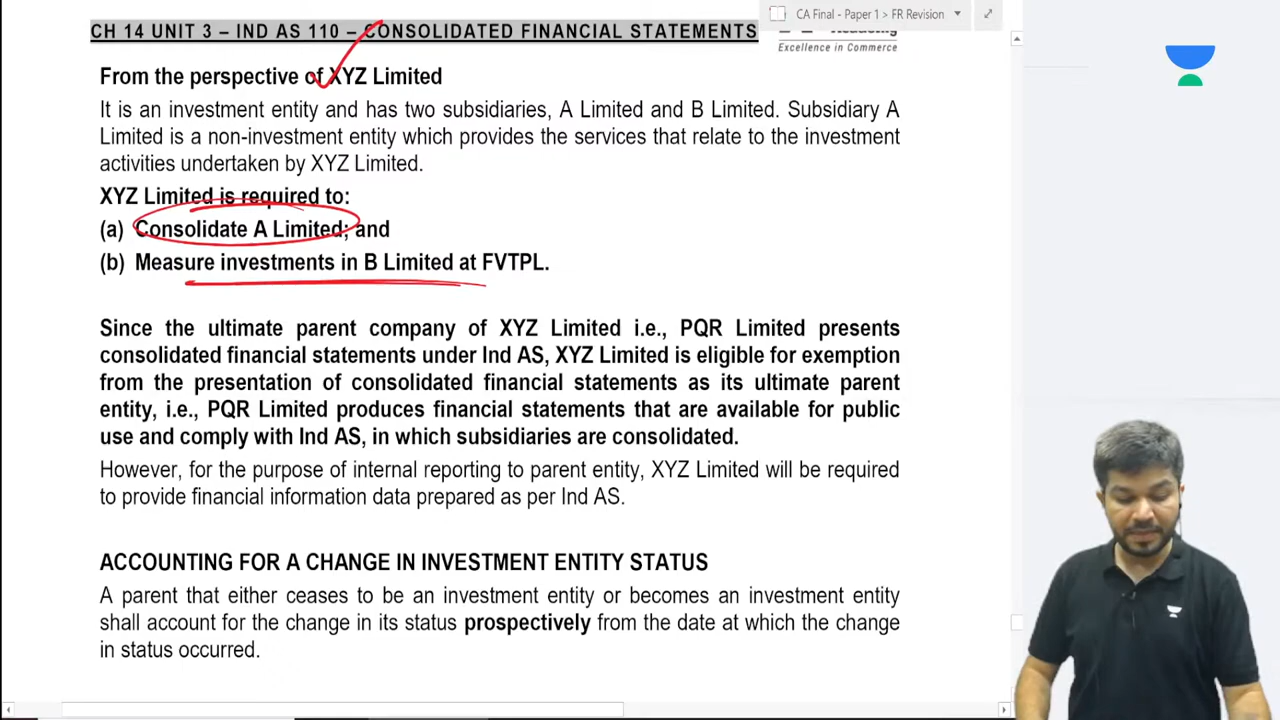 CH 14 UNIT 3 – IND AS 110 – CONSOLIDATED FINANCIAL STATEMENTS
CA Final - Paper 1 > FR Revision
Excellence in Commerce
From the perspective of XYZ Limited
It is an investment entity and has two subsidiaries, A Limited and B Limited. Subsidiary A
Limited is a non-investment entity which provides the services that relate to the investment
activities undertaken by XYZ Limited.
XYZ Limited is required to:
(a) Consolidate A Limited; and
(b) Measure investments in B Limited at FVTPL.
Since the ultimate parent company of XYZ Limited i.e., PQR Limited presents
consolidated financial statements under Ind AS, XYZ Limited is eligible for exemption
from the presentation of consolidated financial statements as its ultimate parent
entity, i.e., PQR Limited produces financial statements that are available for public
use and comply with Ind AS, in which subsidiaries are consolidated.
However, for the purpose of internal reporting to parent entity, XYZ Limited will be required
to provide financial information data prepared as per Ind AS.
ACCOUNTING FOR A CHANGE IN INVESTMENT ENTITY STATUS
A parent that either ceases to be an investment entity or becomes an investment entity
shall account for the change in its status prospectively from the date at which the change
in status occurred.